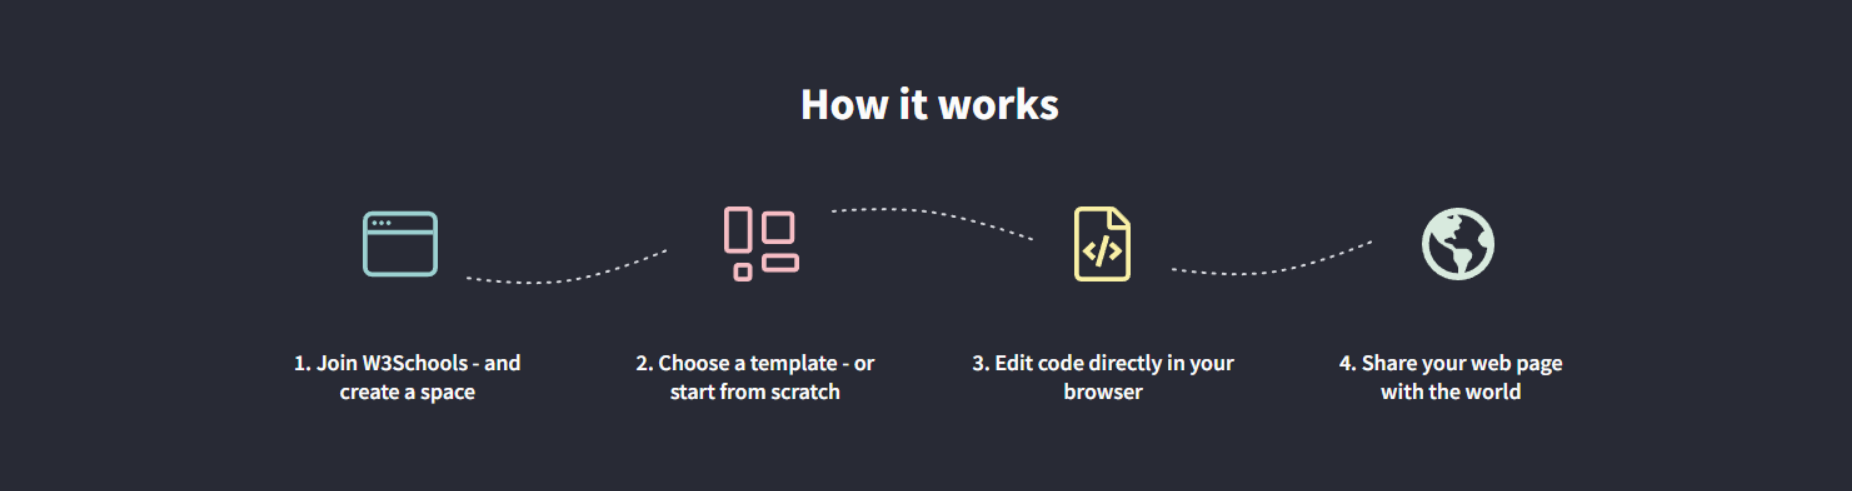 How it works
1. Join W3Schools - and
create a space
2. Choose a template - or
start from scratch
3. Edit code directly in your
browser
4. Share your web page
with the world